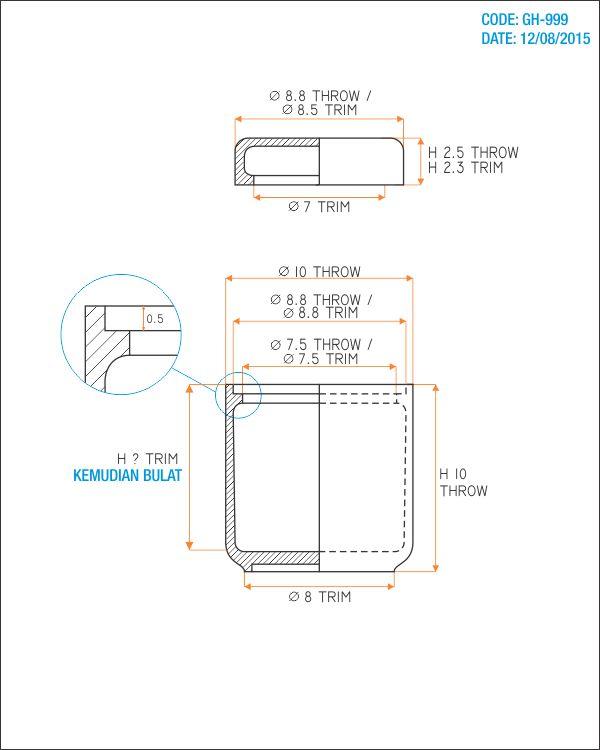 CODE: GH-999
DATE: 12/08/2015
Ø 8.8 THROW /
Ø 8.5 TRIM
H 2.5 THROW
H 2.3 TRIM
Ø 7 TRIM
Ø 10 THROW
Ø 8.8 THROW /
Ø 8.8 TRIM
0.5
Ø 7.5 THROW /
Ø 7.5 TRIM
H ? TRIM
KEMUDIAN BULAT
H 10
THROW
Ø 8 TRIM